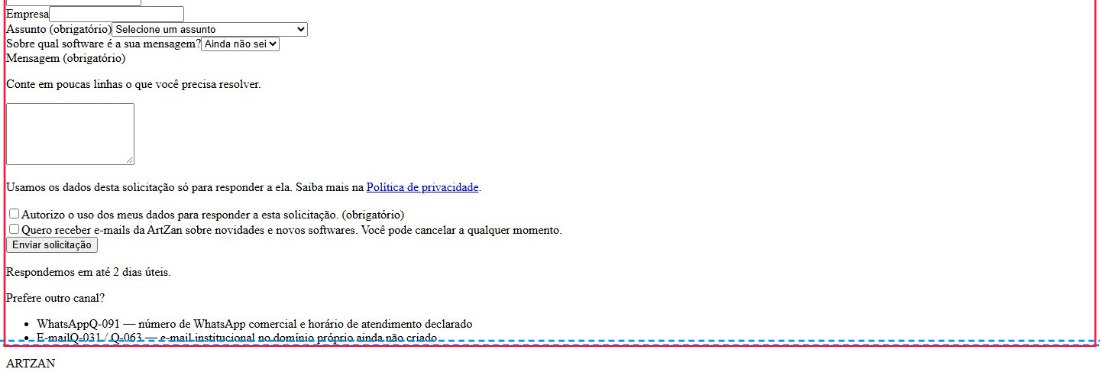 Empresa
Assunto (obrigatório) Selecione um assunto
Sobre qual software é a sua mensagem? Ainda não sei
Mensagem (obrigatório)
Conte em poucas linhas o que você precisa resolver.
Usamos os dados desta solicitação só para responder a ela. Saiba mais na Política de privacidade.
Autorizo o uso dos meus dados para responder a esta solicitação. (obrigatório)
Quero receber e-mails da ArtZan sobre novidades e novos softwares. Você pode cancelar a qualquer momento.
Enviar solicitação
Respondemos em até 2 dias úteis.
Prefere outro canal?
WhatsAppQ-091 — número de WhatsApp comercial e horário de atendimento declarado
E-mailQ-031 / Q-063 — e-mail institucional no domínio próprio ainda não criado
ARTZAN